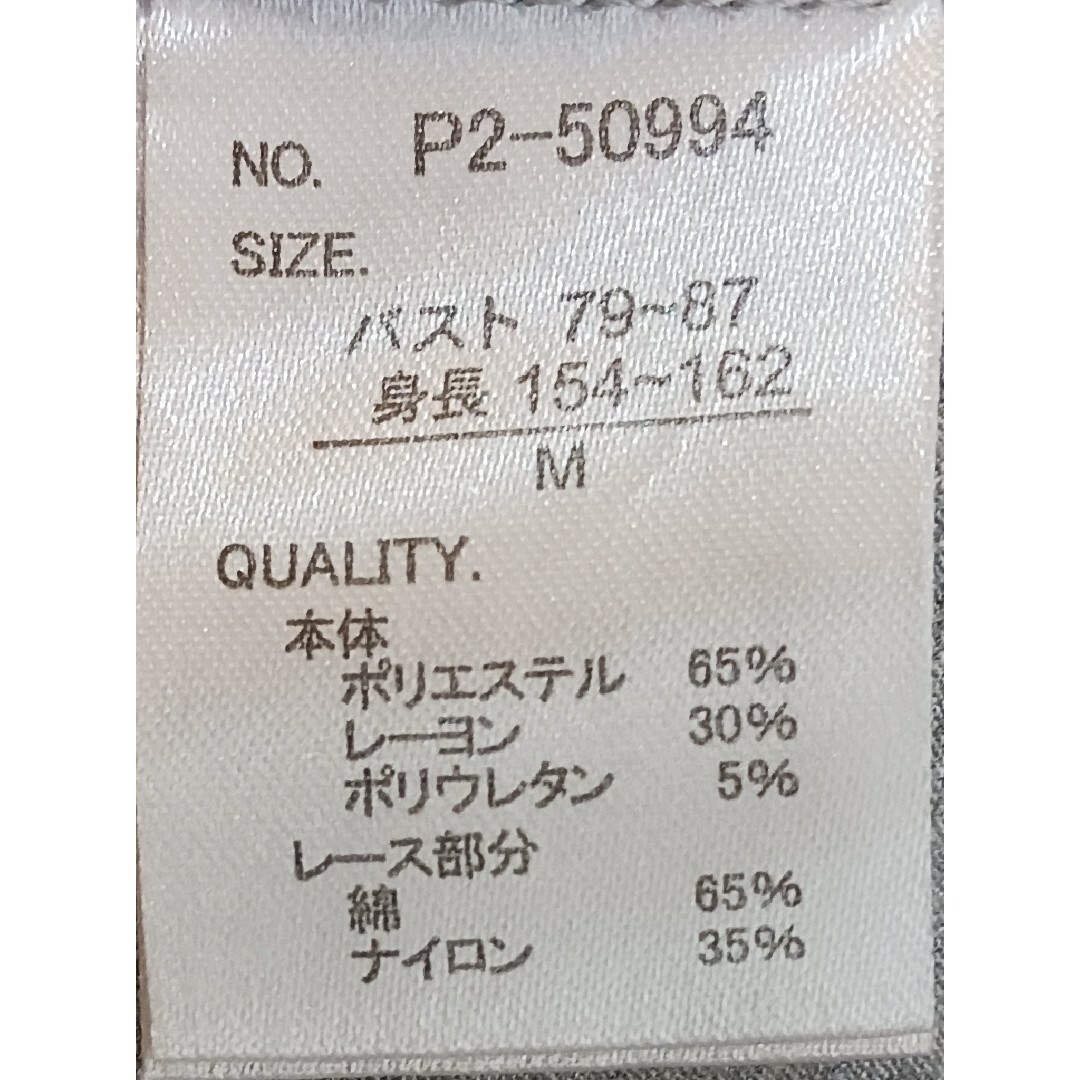 NO. P2-50994
SIZE.
バスト 79~87
身長 154~162
M
QUALITY.
本体
ポリエステル 65%
レーヨン 30%
ポリウレタン 5%
レース部分
綿 65%
ナイロン 35%